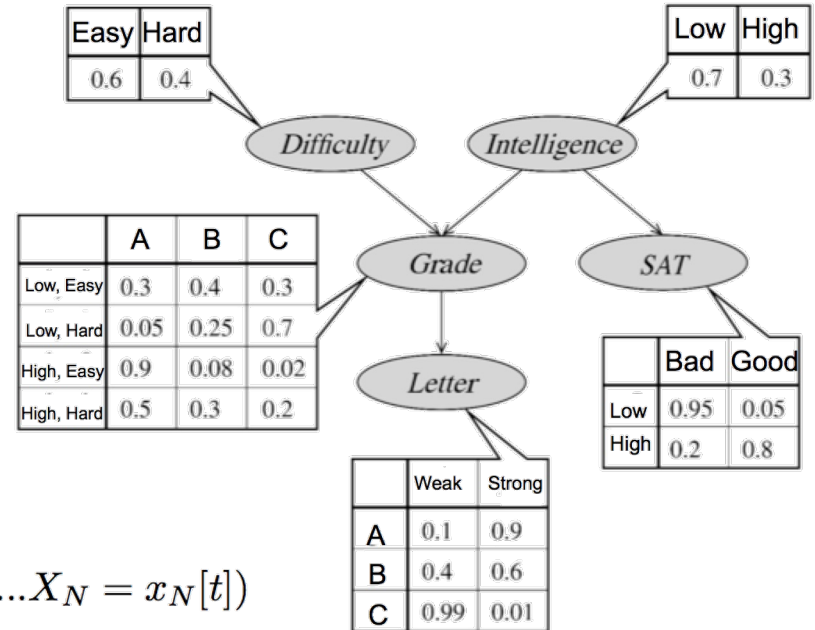 Easy Hard
0.6 0.4
Low High
0.7 0.3
Difficulty
Intelligence
A B C
Low, Easy 0.3 0.4 0.3
Low, Hard 0.05 0.25 0.7
High, Easy 0.9 0.08 0.02
High, Hard 0.5 0.3 0.2
Grade
SAT
Letter
Bad Good
Low 0.95 0.05
High 0.2 0.8
Weak Strong
A 0.1 0.9
B 0.4 0.6
C 0.99 0.01
...X_N = x_N[t])